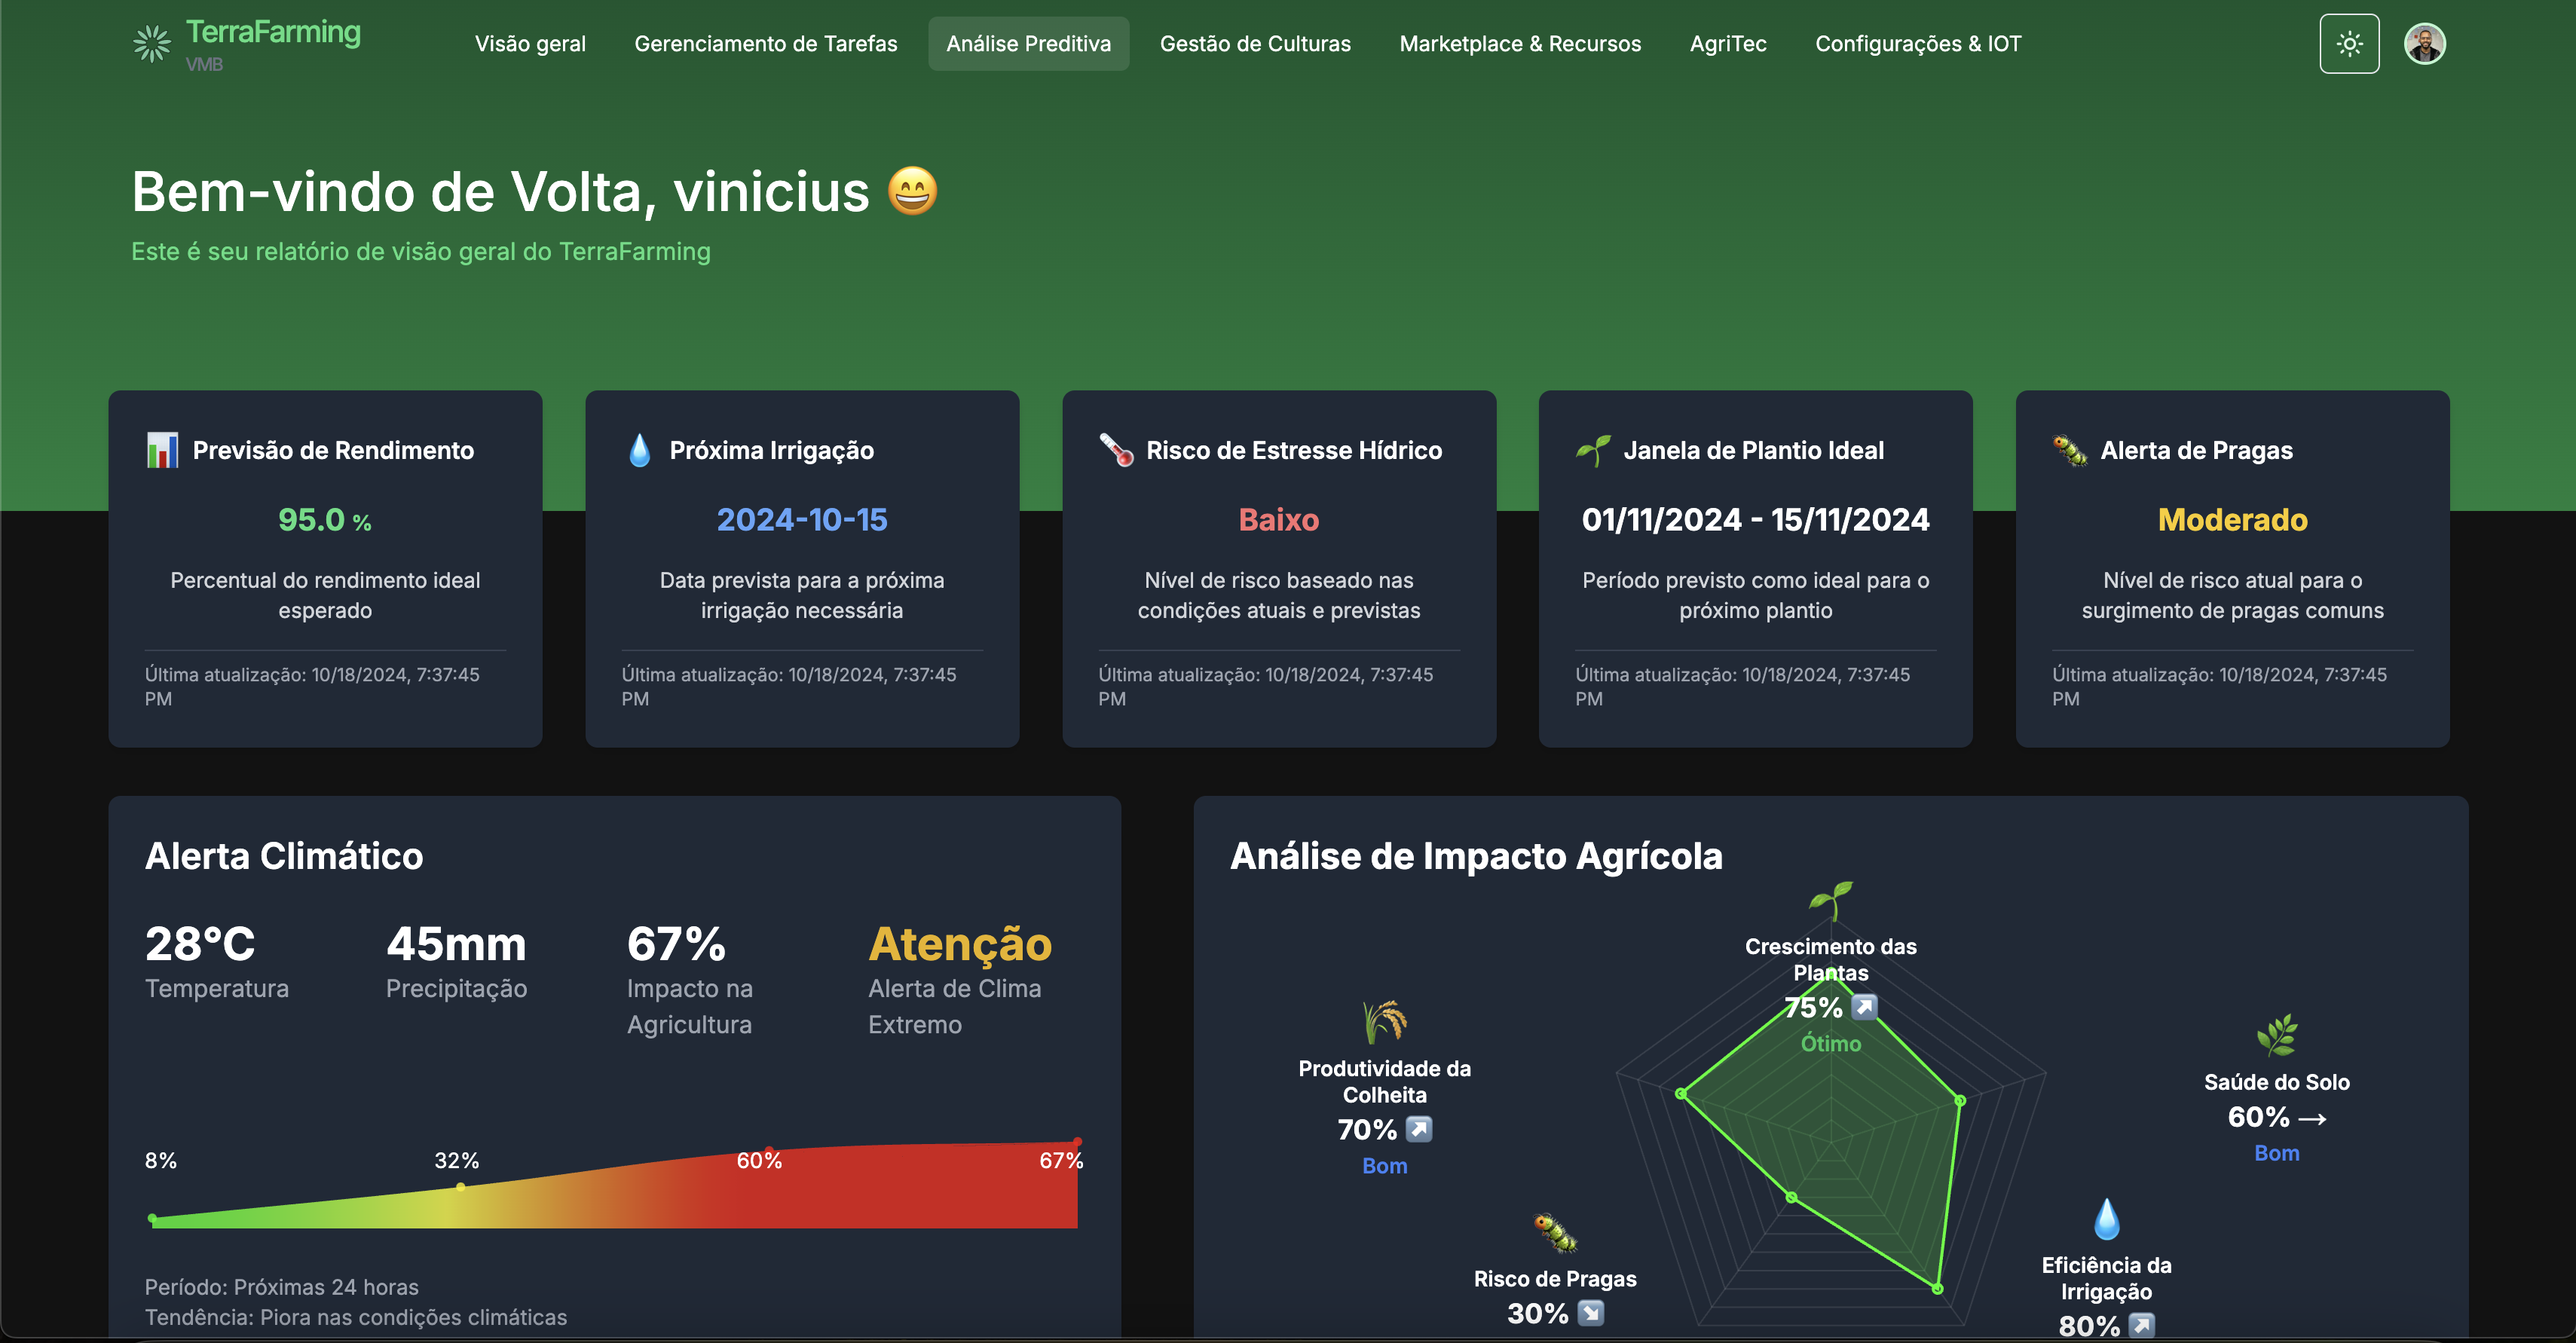 TerraFarming
VMB
Visão geral
Gerenciamento de Tarefas
Análise Preditiva
Gestão de Culturas
Marketplace & Recursos
AgriTec
Configurações & IOT
Bem-vindo de Volta, vinicius 😄
Este é seu relatório de visão geral do TerraFarming
Previsão de Rendimento
95.0 %
Percentual do rendimento ideal
esperado
Última atualização: 10/18/2024, 7:37:45
PM
Próxima Irrigação
2024-10-15
Data prevista para a próxima
irrigação necessária
Última atualização: 10/18/2024, 7:37:45
PM
Risco de Estresse Hídrico
Baixo
Nível de risco baseado nas
condições atuais e previstas
Última atualização: 10/18/2024, 7:37:45
PM
Janela de Plantio Ideal
01/11/2024 - 15/11/2024
Período previsto como ideal para o
próximo plantio
Última atualização: 10/18/2024, 7:37:45
PM
Alerta de Pragas
Moderado
Nível de risco atual para o
surgimento de pragas comuns
Última atualização: 10/18/2024, 7:37:45
PM
Alerta Climático
28°C
Temperatura
45mm
Precipitação
67%
Impacto na
Agricultura
Atenção
Alerta de Clima
Extremo
8%
32%
60%
67%
Período: Próximas 24 horas
Tendência: Piora nas condições climáticas
Análise de Impacto Agrícola
Crescimento das
Plantas
75% ↗
Ótimo
Produtividade da
Colheita
70% ↗
Bom
Saúde do Solo
60% →
Bom
Risco de Pragas
30% ↘
Eficiência da
Irrigação
80% ↗